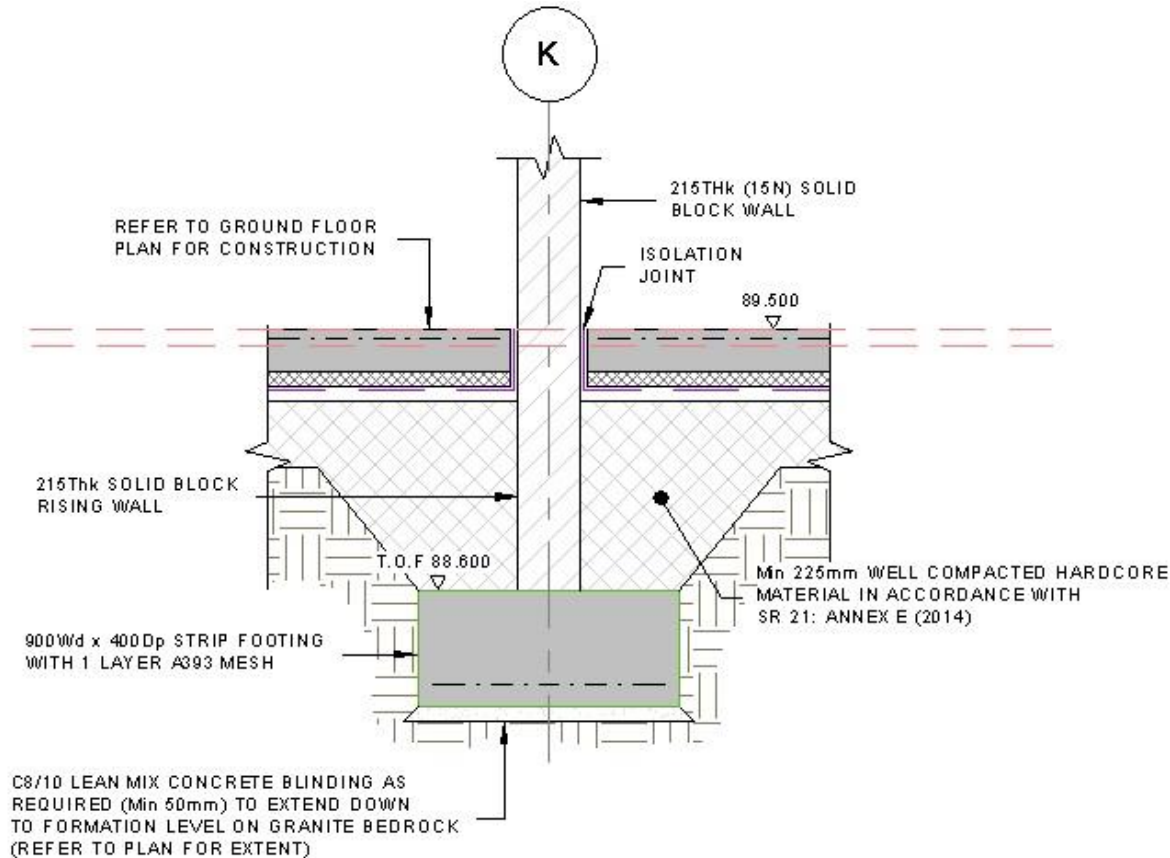 K
215THk (15N) SOLID
BLOCK WALL
REFER TO GROUND FLOOR
PLAN FOR CONSTRUCTION
ISOLATION
JOINT
89.500
215Thk SOLID BLOCK
RISING WALL
T.O.F 88.600
Min 225mm WELL COMPACTED HARDCORE
MATERIAL IN ACCORDANCE WITH
SR 21: ANNEX E (2014)
900Wd x 400Dp STRIP FOOTING
WITH 1 LAYER A393 MESH
C8/10 LEAN MIX CONCRETE BLINDING AS
REQUIRED (Min 50mm) TO EXTEND DOWN
TO FORMATION LEVEL ON GRANITE BEDROCK
(REFER TO PLAN FOR EXTENT)